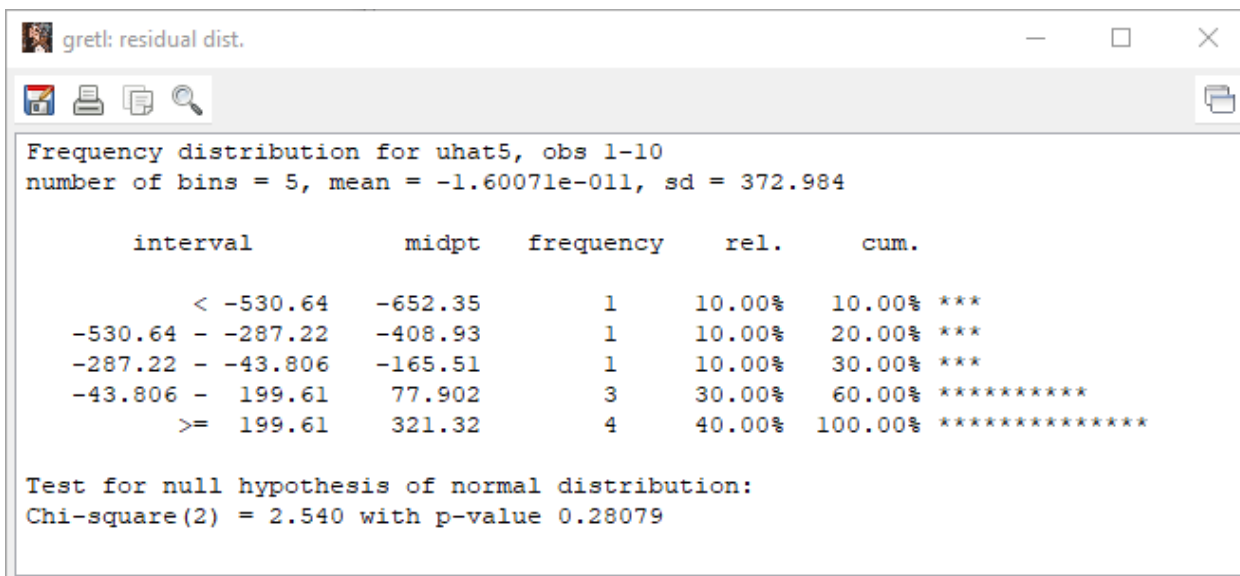 gretl: residual dist.
Frequency distribution for uhat5, obs 1-10
number of bins = 5, mean = -1.60071e-011, sd = 372.984
interval midpt frequency rel. cum.
< -530.64 -652.35 1 10.00% 10.00% ***
-530.64 - -287.22 -408.93 1 10.00% 20.00% ***
-287.22 - -43.806 -165.51 1 10.00% 30.00% ***
-43.806 - 199.61 77.902 3 30.00% 60.00% **********
>= 199.61 321.32 4 40.00% 100.00% **************
Test for null hypothesis of normal distribution:
Chi-square(2) = 2.540 with p-value 0.28079